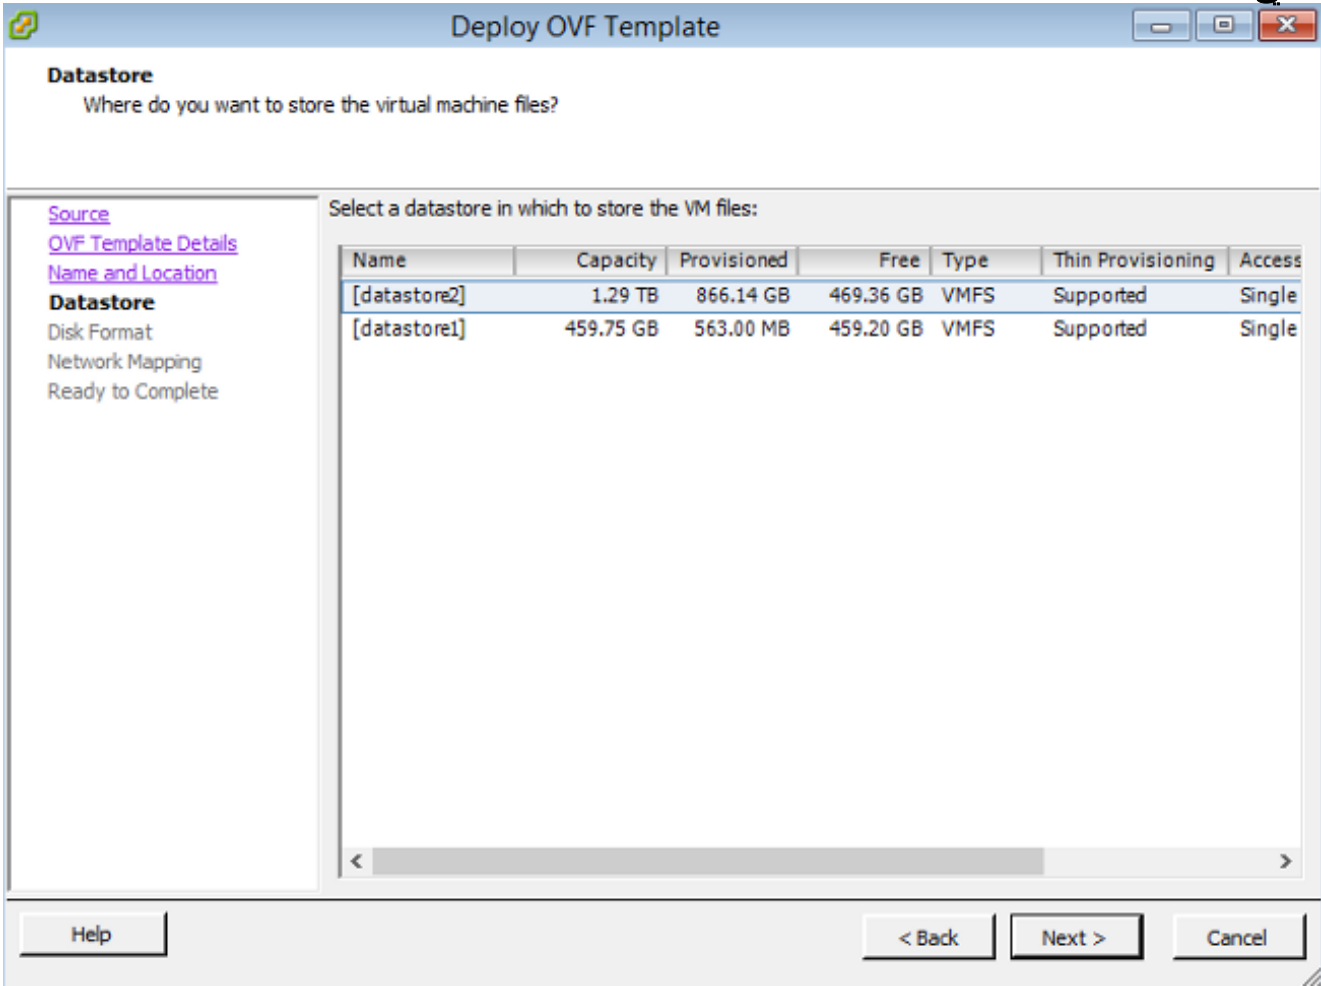 Deploy OVF Template
Datastore
Where do you want to store the virtual machine files?
Source
OVF Template Details
Name and Location
Datastore
Disk Format
Network Mapping
Ready to Complete
Select a datastore in which to store the VM files:
Name Capacity Provisioned Free Type Thin Provisioning Access
[datastore2] 1.29 TB 866.14 GB 469.36 GB VMFS Supported Single
[datastore1] 459.75 GB 563.00 MB 459.20 GB VMFS Supported Single
Help < Back Next > Cancel